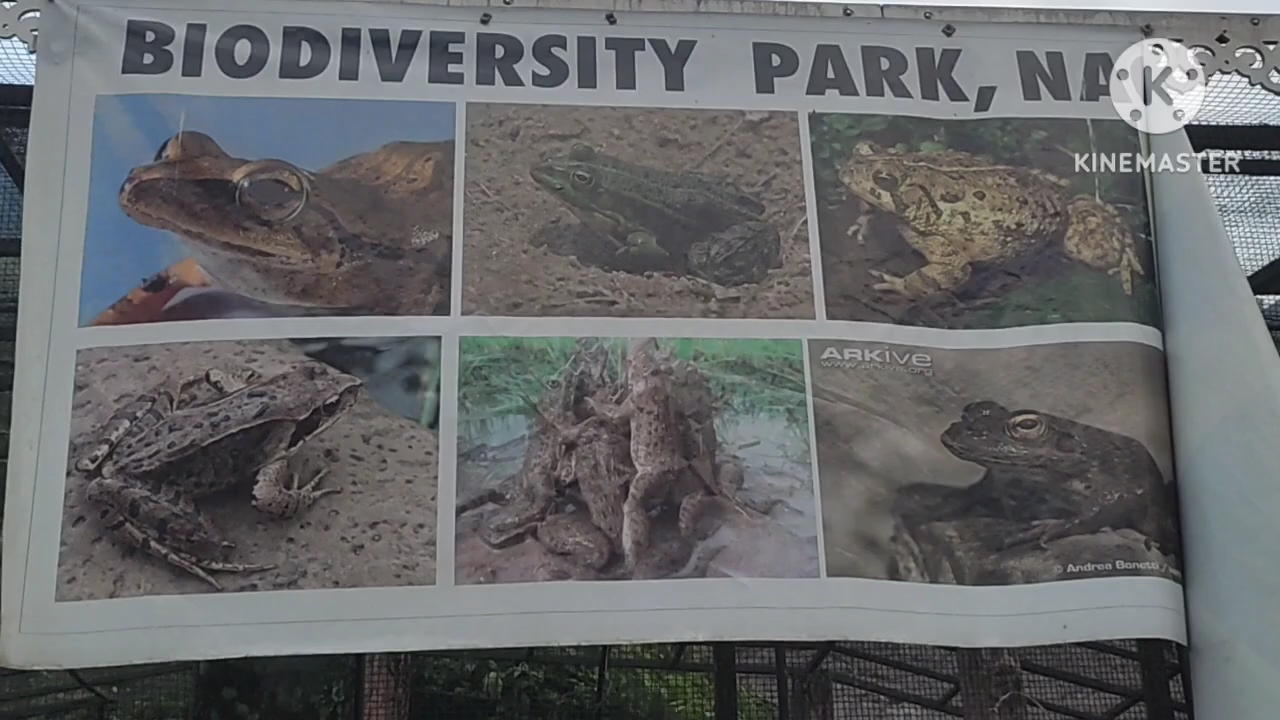 BIODIVERSITY PARK, NA
K
KINEMASTER
ARKive
www.arkive.org
© Andrea Bonetti /